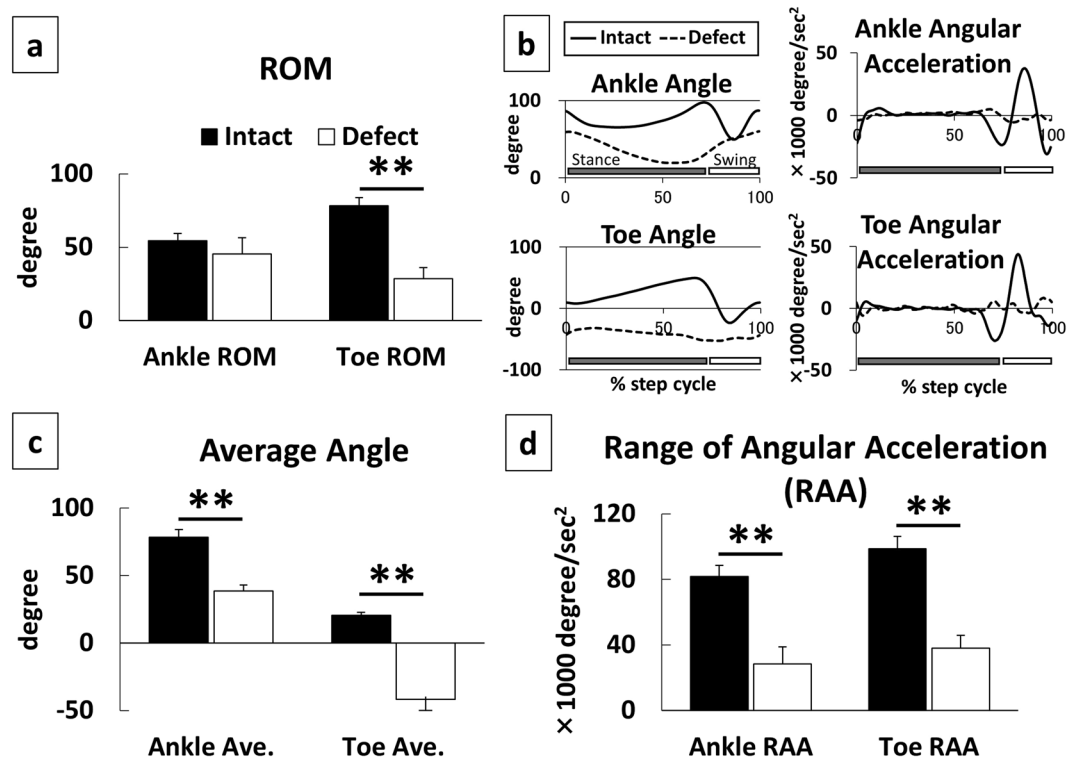 a
ROM
Intact Defect
**
100
50
0
degree
Ankle ROM Toe ROM
b
Intact Defect
Ankle Angle
100
50
0
degree
Stance Swing
0 50 100
Ankle Angular
Acceleration
50
0
-50
×1000 degree/sec²
0 50 100
Toe Angle
100
0
-100
degree
0 50 100
% step cycle
Toe Angular
Acceleration
50
0
-50
×1000 degree/sec²
0 50 100
% step cycle
c
Average Angle
** **
100
50
0
-50
degree
Ankle Ave. Toe Ave.
d
Range of Angular Acceleration
(RAA)
** **
120
80
40
0
×1000 degree/sec²
Ankle RAA Toe RAA